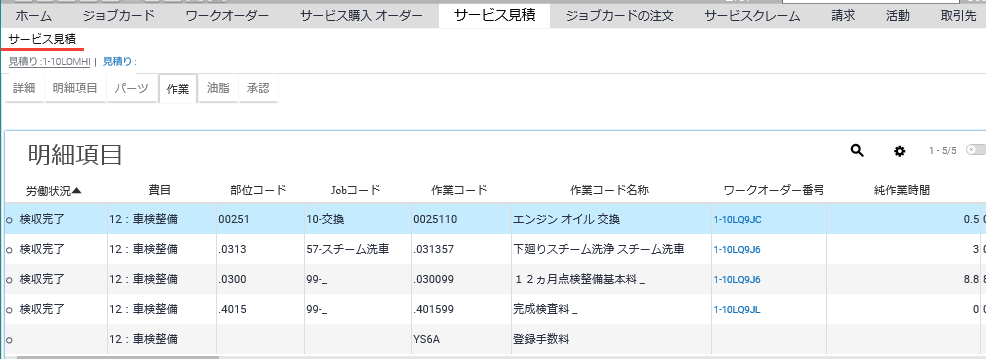 ホーム ジョブカード ワークオーダー サービス購入 オーダー サービス見積 ジョブカードの注文 サービスクレーム 請求 活動 取引先
サービス見積
見積り:1-10LOMHI | 見積り:
詳細 明細項目 パーツ 作業 油脂 承認
明細項目 1 - 5/5
労働状況▲ 費目 部位コード Jobコード 作業コード 作業コード名称 ワークオーダー番号 純作業時間
検収完了 12：車検整備 00251 10-交換 0025110 エンジン オイル 交換 1-10LQ9JC 0.5
検収完了 12：車検整備 .0313 57-スチーム洗車 .031357 下廻りスチーム洗浄 スチーム洗車 1-10LQ9J6 3
検収完了 12：車検整備 .0300 99-_ .030099 １２ヵ月点検整備基本料 _ 1-10LQ9J6 8.8
検収完了 12：車検整備 .4015 99-_ .401599 完成検査料 _ 1-10LQ9JL 0
12：車検整備 YS6A 登録手数料